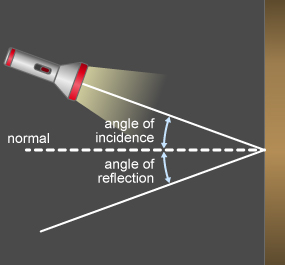 angle of
incidence
normal
angle of
reflection